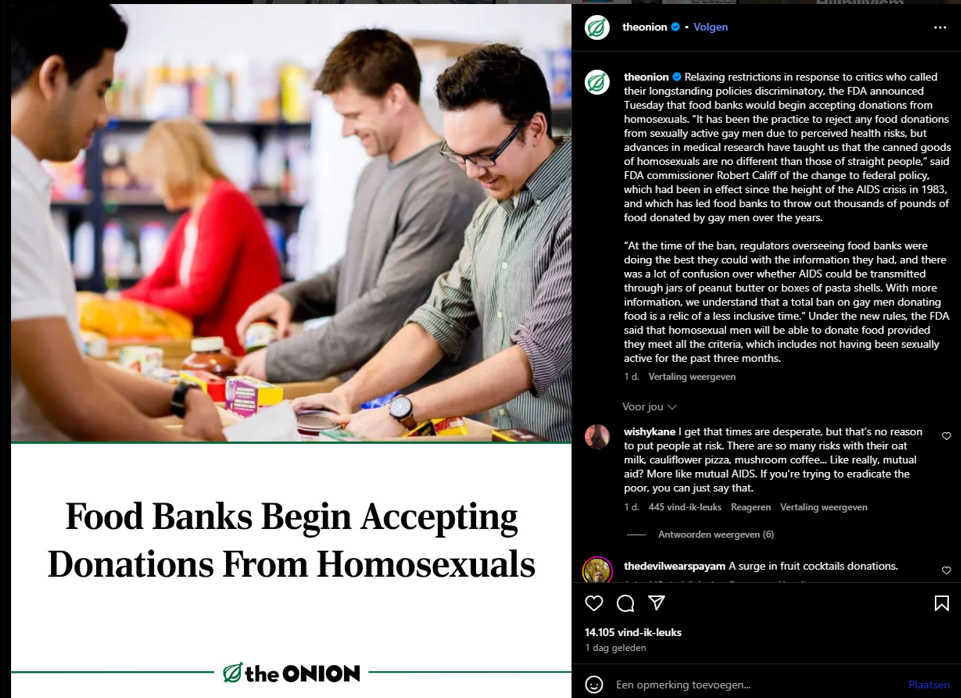 Food Banks Begin Accepting
Donations From Homosexuals
the ONION
theonion • Volgen
theonion Relaxing restrictions in response to critics who called
their longstanding policies discriminatory, the FDA announced
Tuesday that food banks would begin accepting donations from
homosexuals. “It has been the practice to reject any food donations
from sexually active gay men due to perceived health risks, but
advances in medical research have taught us that the canned goods
of homosexuals are no different than those of straight people,” said
FDA commissioner Robert Califf of the change to federal policy,
which had been in effect since the height of the AIDS crisis in 1983,
and which has led food banks to throw out thousands of pounds of
food donated by gay men over the years.
“At the time of the ban, regulators overseeing food banks were
doing the best they could with the information they had, and there
was a lot of confusion over whether AIDS could be transmitted
through jars of peanut butter or boxes of pasta shells. With more
information, we understand that a total ban on gay men donating
food is a relic of a less inclusive time.” Under the new rules, the FDA
said that homosexual men will be able to donate food provided
they meet all the criteria, which includes not having been sexually
active for the past three months.
1 d. Vertaling weergeven
Voor jou
wishykane I get that times are desperate, but that’s no reason
to put people at risk. There are so many risks with their oat
milk, cauliflower pizza, mushroom coffee... Like really, mutual
aid? More like mutual AIDS. If you’re trying to eradicate the
poor, you can just say that.
1 d. 445 vind-ik-leuks Reageren Vertaling weergeven
Antwoorden weergeven (6)
thedevilwearspayam A surge in fruit cocktails donations.
14.105 vind-ik-leuks
1 dag geleden
Een opmerking toevoegen...
Plaatsen